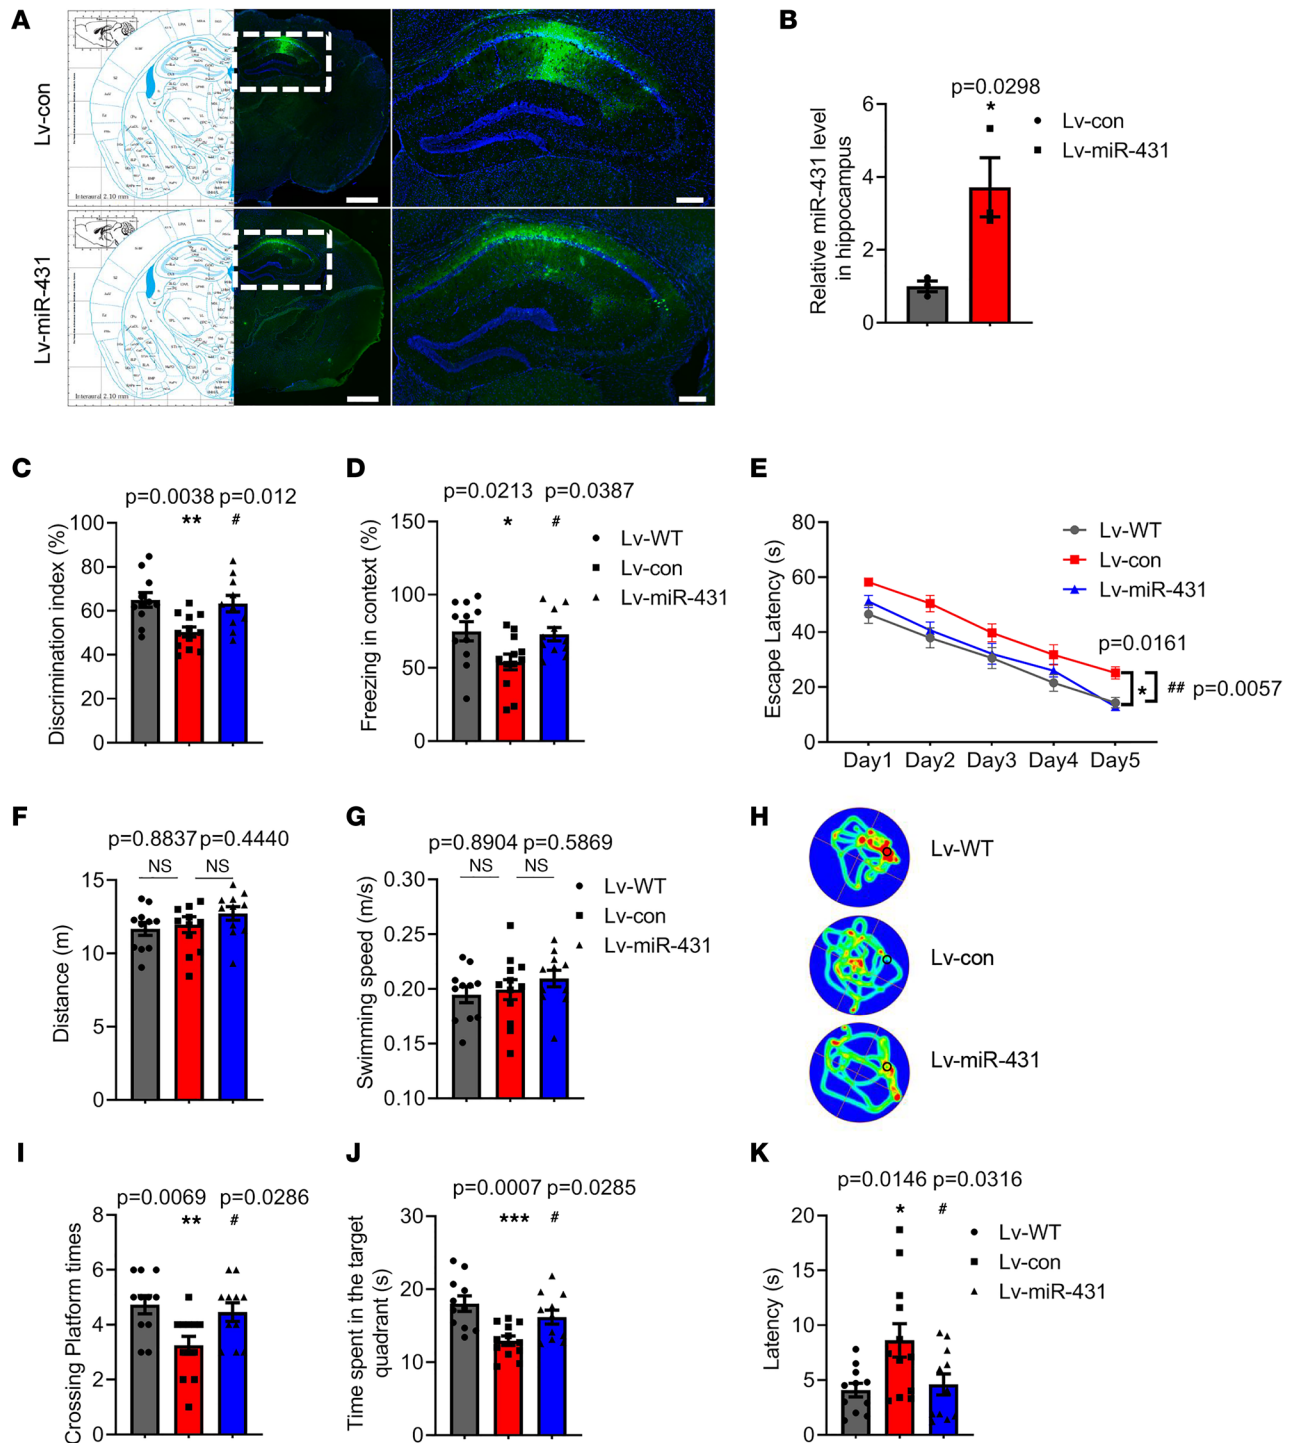 A
Lv-con
Interaural 2.10 mm
Lv-miR-431
Interaural 2.10 mm
B
p=0.0298
*
Relative miR-431 level
in hippocampus
6
4
2
0
Lv-con
Lv-miR-431
C
p=0.0038 p=0.012
** #
Discrimination index (%)
100
80
60
40
20
0
D
p=0.0213 p=0.0387
* #
Freezing in context (%)
150
100
50
0
Lv-WT
Lv-con
Lv-miR-431
E
Escape Latency (s)
80
60
40
20
0
Day1 Day2 Day3 Day4 Day5
Lv-WT
Lv-con
Lv-miR-431
p=0.0161
* ## p=0.0057
F
p=0.8837 p=0.4440
NS NS
Distance (m)
15
10
5
0
G
p=0.8904 p=0.5869
NS NS
Swimming speed (m/s)
0.30
0.25
0.20
0.15
0.10
Lv-WT
Lv-con
Lv-miR-431
H
Lv-WT
Lv-con
Lv-miR-431
I
p=0.0069 p=0.0286
** #
Crossing Platform times
8
6
4
2
0
J
p=0.0007 p=0.0285
*** #
Time spent in the target
quadrant (s)
30
20
10
0
K
p=0.0146 p=0.0316
* #
Latency (s)
20
15
10
5
0
Lv-WT
Lv-con
Lv-miR-431